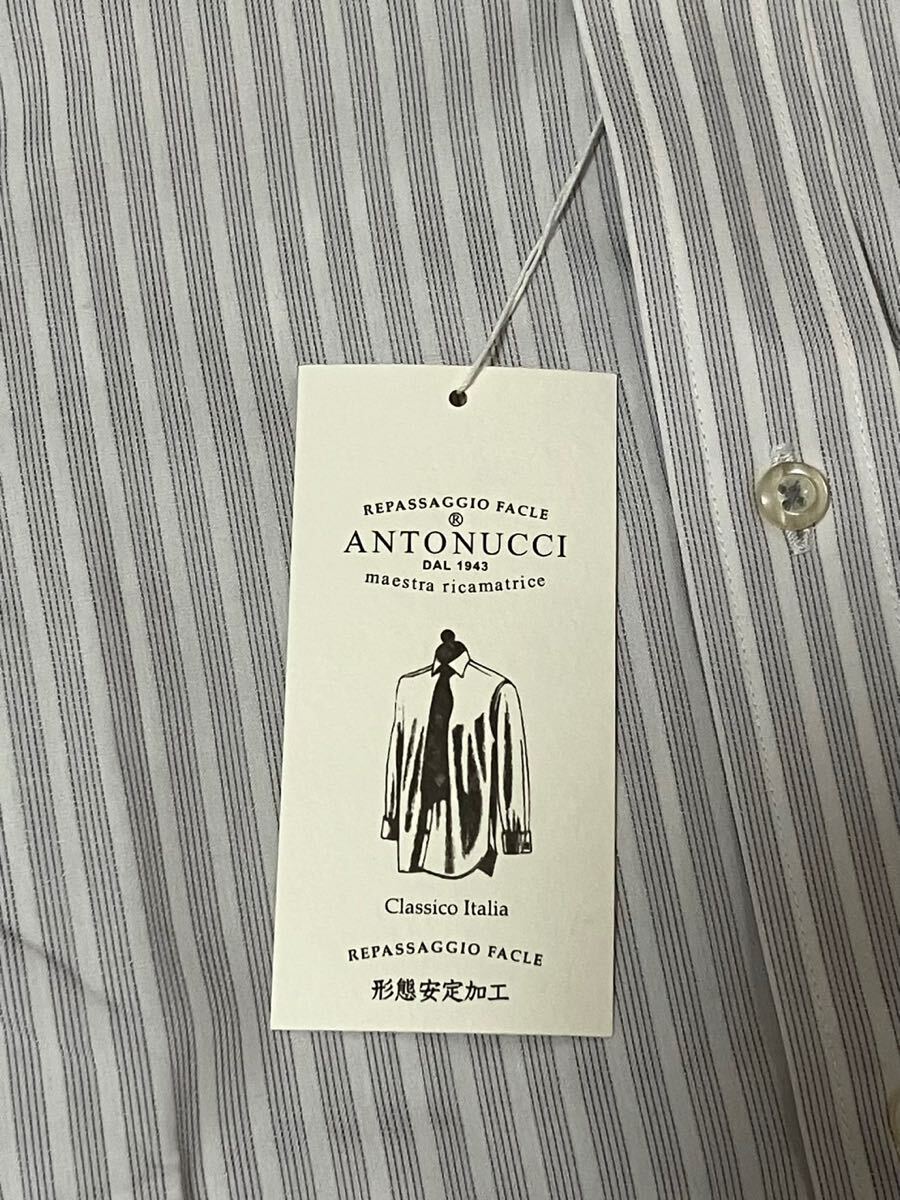 REPASSAGGIO FACLE
®
ANTONUCCI
DAL 1943
maestra ricamatrice
Classico Italia
REPASSAGGIO FACLE
形態安定加工